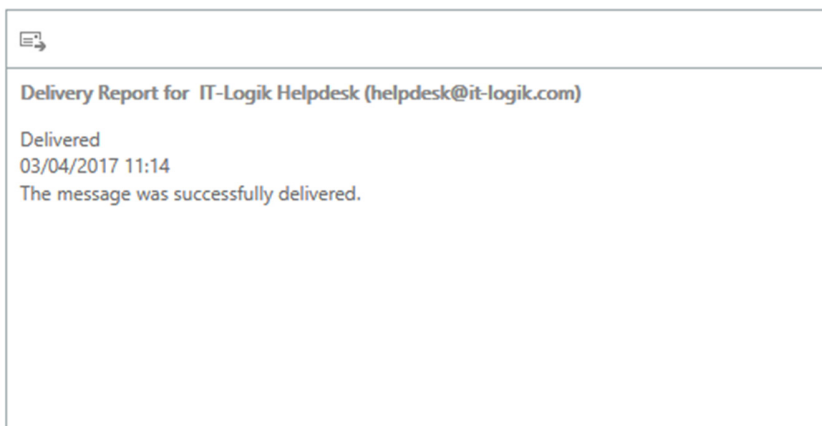 Delivery Report for IT-Logik Helpdesk (helpdesk@it-logik.com)
Delivered
03/04/2017 11:14
The message was successfully delivered.